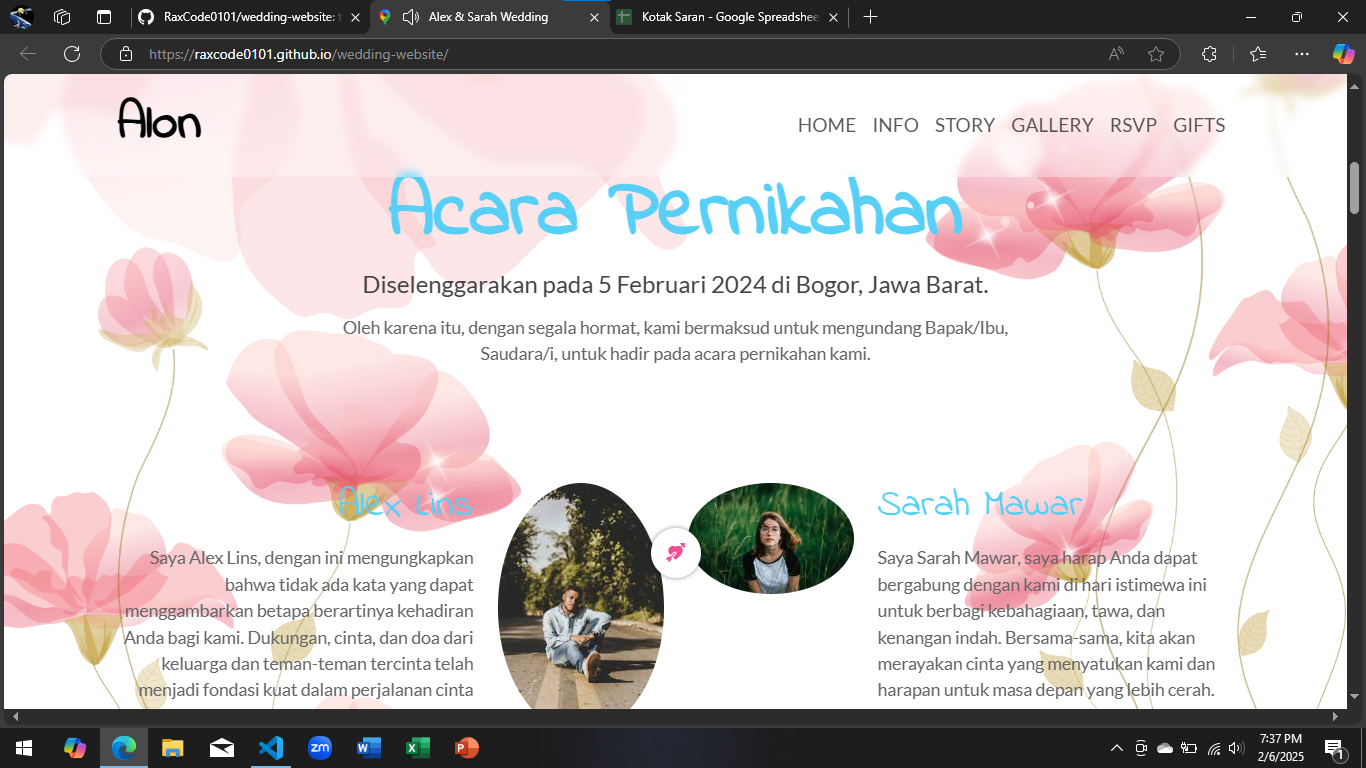 RaxCode0101/wedding-website: t
Alex & Sarah Wedding
Kotak Saran - Google Spreadshee
https://raxcode0101.github.io/wedding-website/
Alon
HOME INFO STORY GALLERY RSVP GIFTS
Acara Pernikahan
Diselenggarakan pada 5 Februari 2024 di Bogor, Jawa Barat.
Oleh karena itu, dengan segala hormat, kami bermaksud untuk mengundang Bapak/Ibu,
Saudara/i, untuk hadir pada acara pernikahan kami.
Alex Lins
Saya Alex Lins, dengan ini mengungkapkan
bahwa tidak ada kata yang dapat
menggambarkan betapa berartinya kehadiran
Anda bagi kami. Dukungan, cinta, dan doa dari
keluarga dan teman-teman tercinta telah
menjadi fondasi kuat dalam perjalanan cinta
Sarah Mawar
Saya Sarah Mawar, saya harap Anda dapat
bergabung dengan kami di hari istimewa ini
untuk berbagi kebahagiaan, tawa, dan
kenangan indah. Bersama-sama, kita akan
merayakan cinta yang menyatukan kami dan
harapan untuk masa depan yang lebih cerah.
zm
W
X
P
7:37 PM
2/6/2025
1